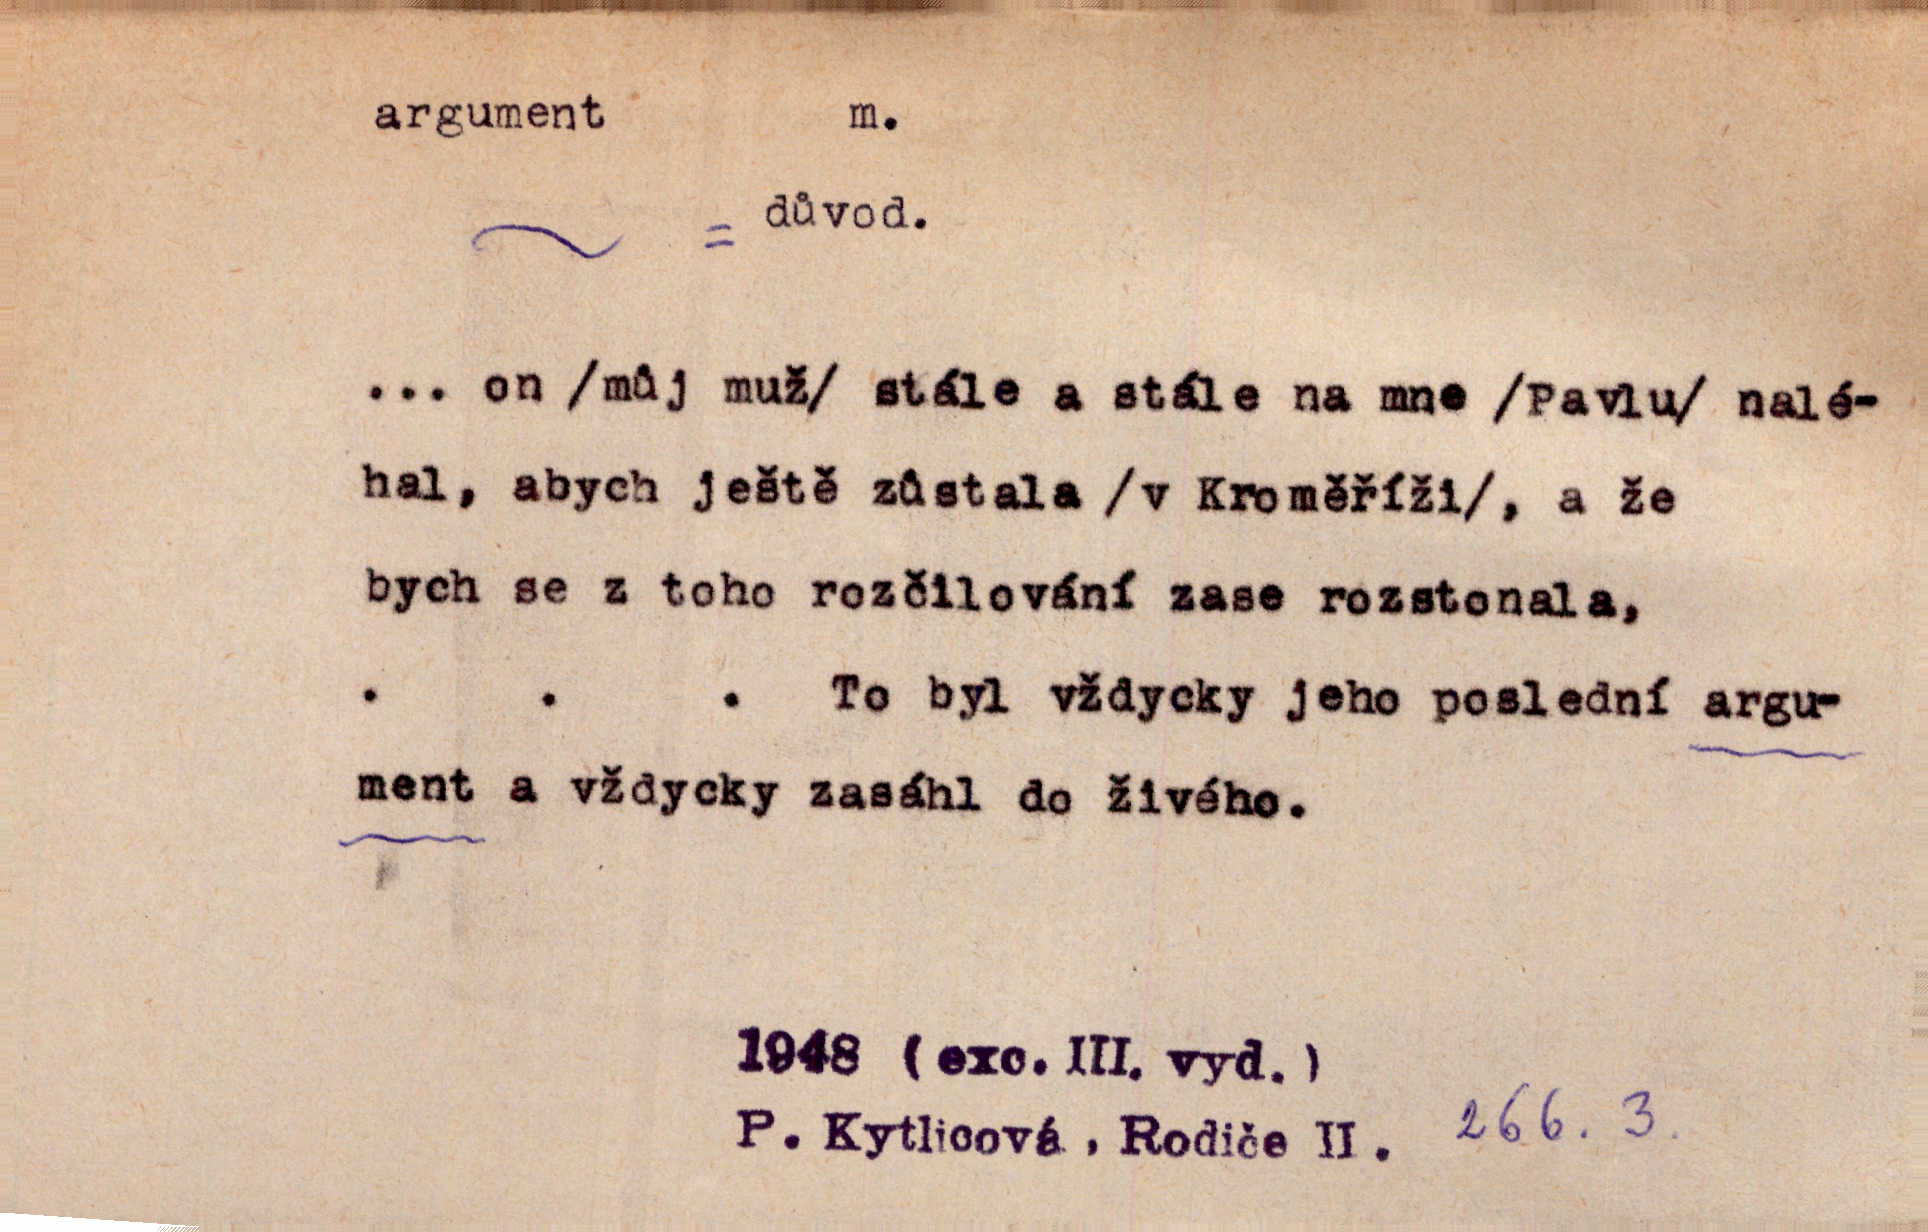 argument m.
= důvod.
... on /můj muž/ stále a stále na mne /Pavlu/ nalé-
hal, abych ještě zůstala /v Kroměříži/, a že
bych se z toho rozčilování zase rozstonala,
. . . To byl vždycky jeho poslední argu-
ment a vždycky zasáhl do živého.
1948 (exc. III. vyd.)
P. Kytlicová, Rodiče II. 266. 3.